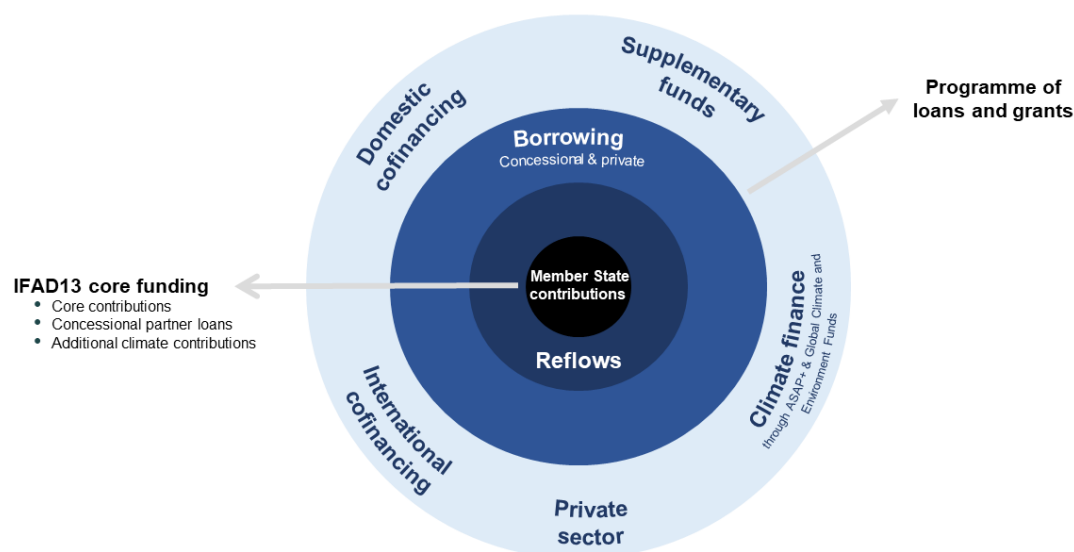 Supplementary
funds
Domestic
cofinancing
Programme of
loans and grants
Borrowing
Concessional & private
Member State
contributions
IFAD13 core funding
• Core contributions
• Concessional partner loans
• Additional climate contributions
Reflows
Climate finance
through ASAP+ & Global Climate and
Environment Funds
International
cofinancing
Private
sector